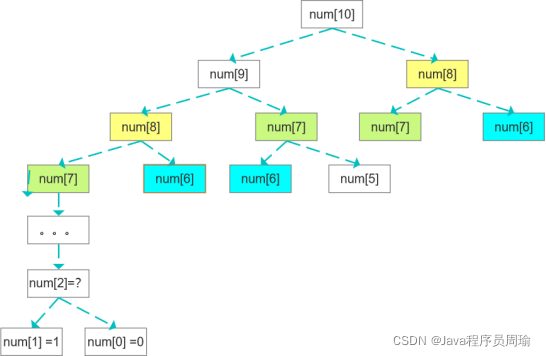 num[10]
num[9] num[8]
num[8] num[7] num[7] num[6]
num[7] num[6] num[6] num[5]
。。。
num[2]=?
num[1] =1 num[0] =0
CSDN @Java程序员周瑜